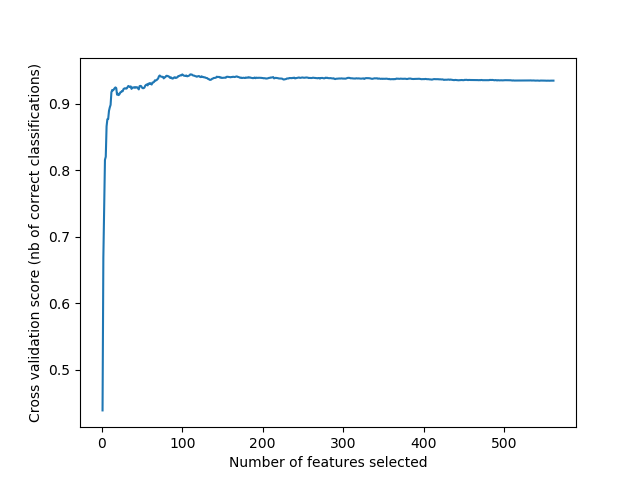 Cross validation score (nb of correct classifications)
0.9
0.8
0.7
0.6
0.5
0 100 200 300 400 500
Number of features selected